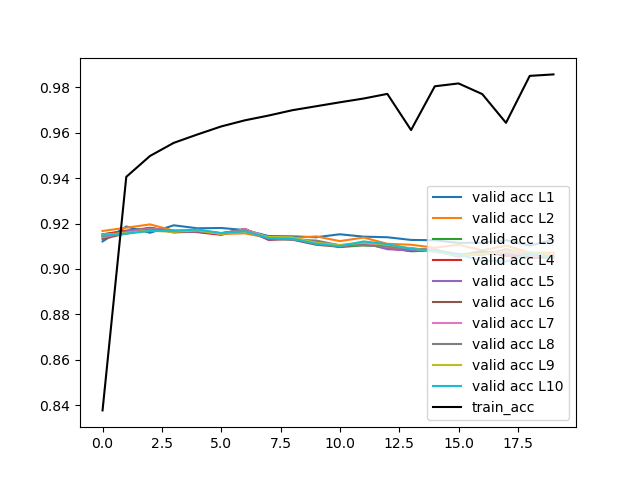 0.98
0.96
0.94
0.92
0.90
0.88
0.86
0.84
0.0
2.5
5.0
7.5
10.0
12.5
15.0
17.5
valid acc L1
valid acc L2
valid acc L3
valid acc L4
valid acc L5
valid acc L6
valid acc L7
valid acc L8
valid acc L9
valid acc L10
train_acc